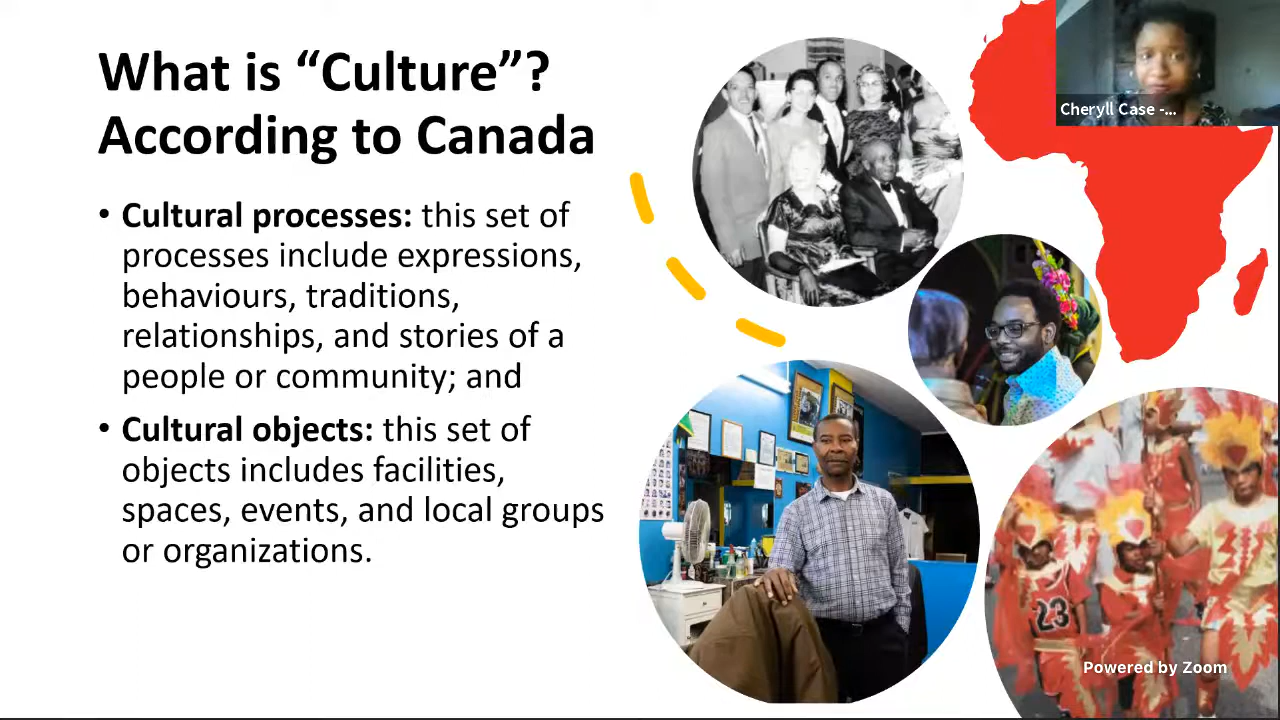 What is “Culture”?
According to Canada
• Cultural processes: this set of
processes include expressions,
behaviours, traditions,
relationships, and stories of a
people or community; and
• Cultural objects: this set of
objects includes facilities,
spaces, events, and local groups
or organizations.
Cheryll Case -...
23
Powered by Zoom